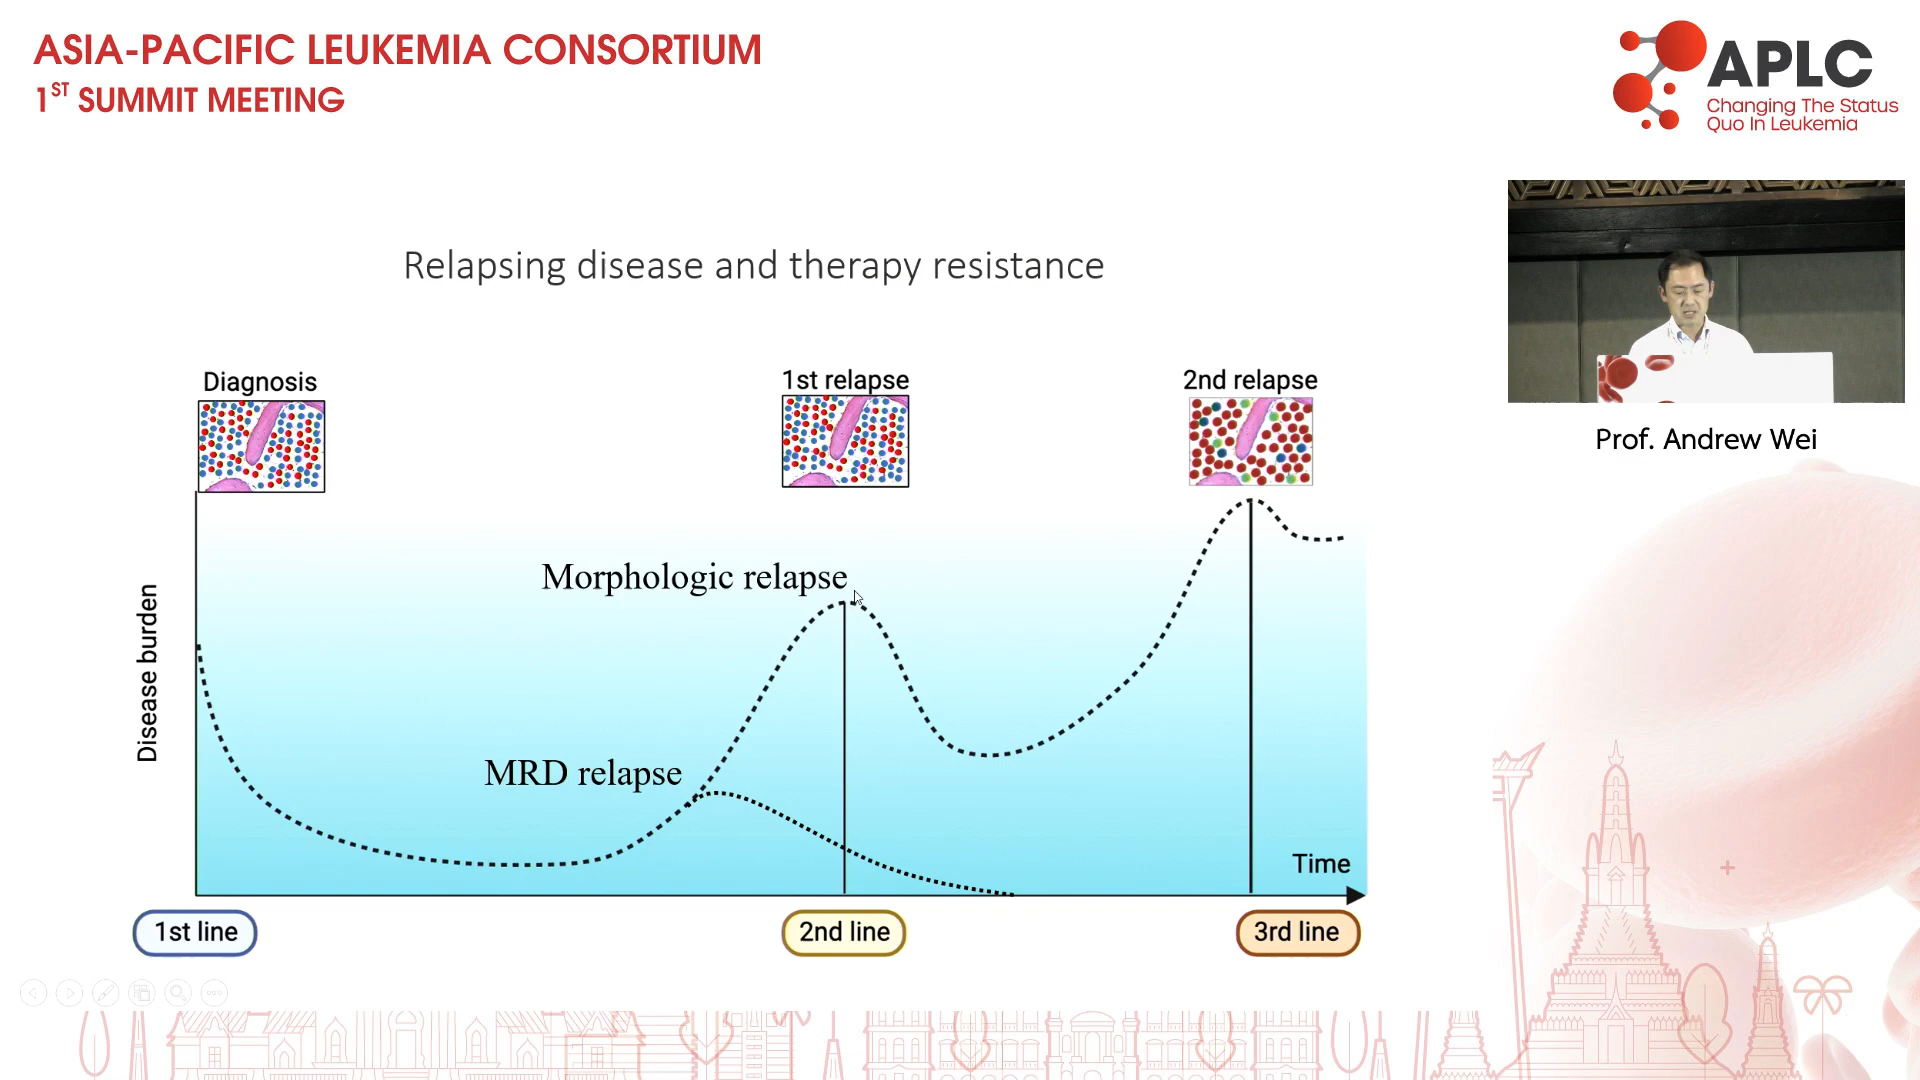 ASIA-PACIFIC LEUKEMIA CONSORTIUM
1ST SUMMIT MEETING
APLC
Changing The Status
Quo In Leukemia
Relapsing disease and therapy resistance
Prof. Andrew Wei
Diagnosis
1st relapse
2nd relapse
Morphologic relapse
MRD relapse
Disease burden
Time
1st line
2nd line
3rd line